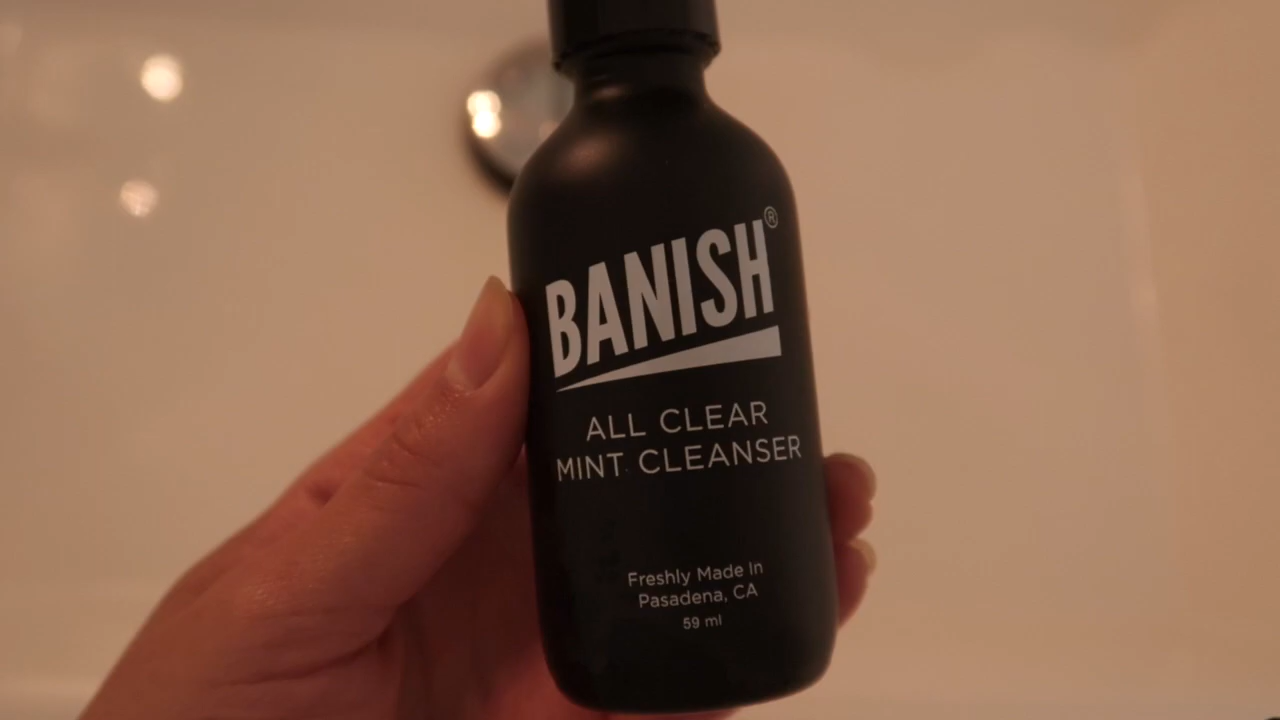 BANISH®
ALL CLEAR
MINT CLEANSER
Freshly Made In
Pasadena, CA
59 ml